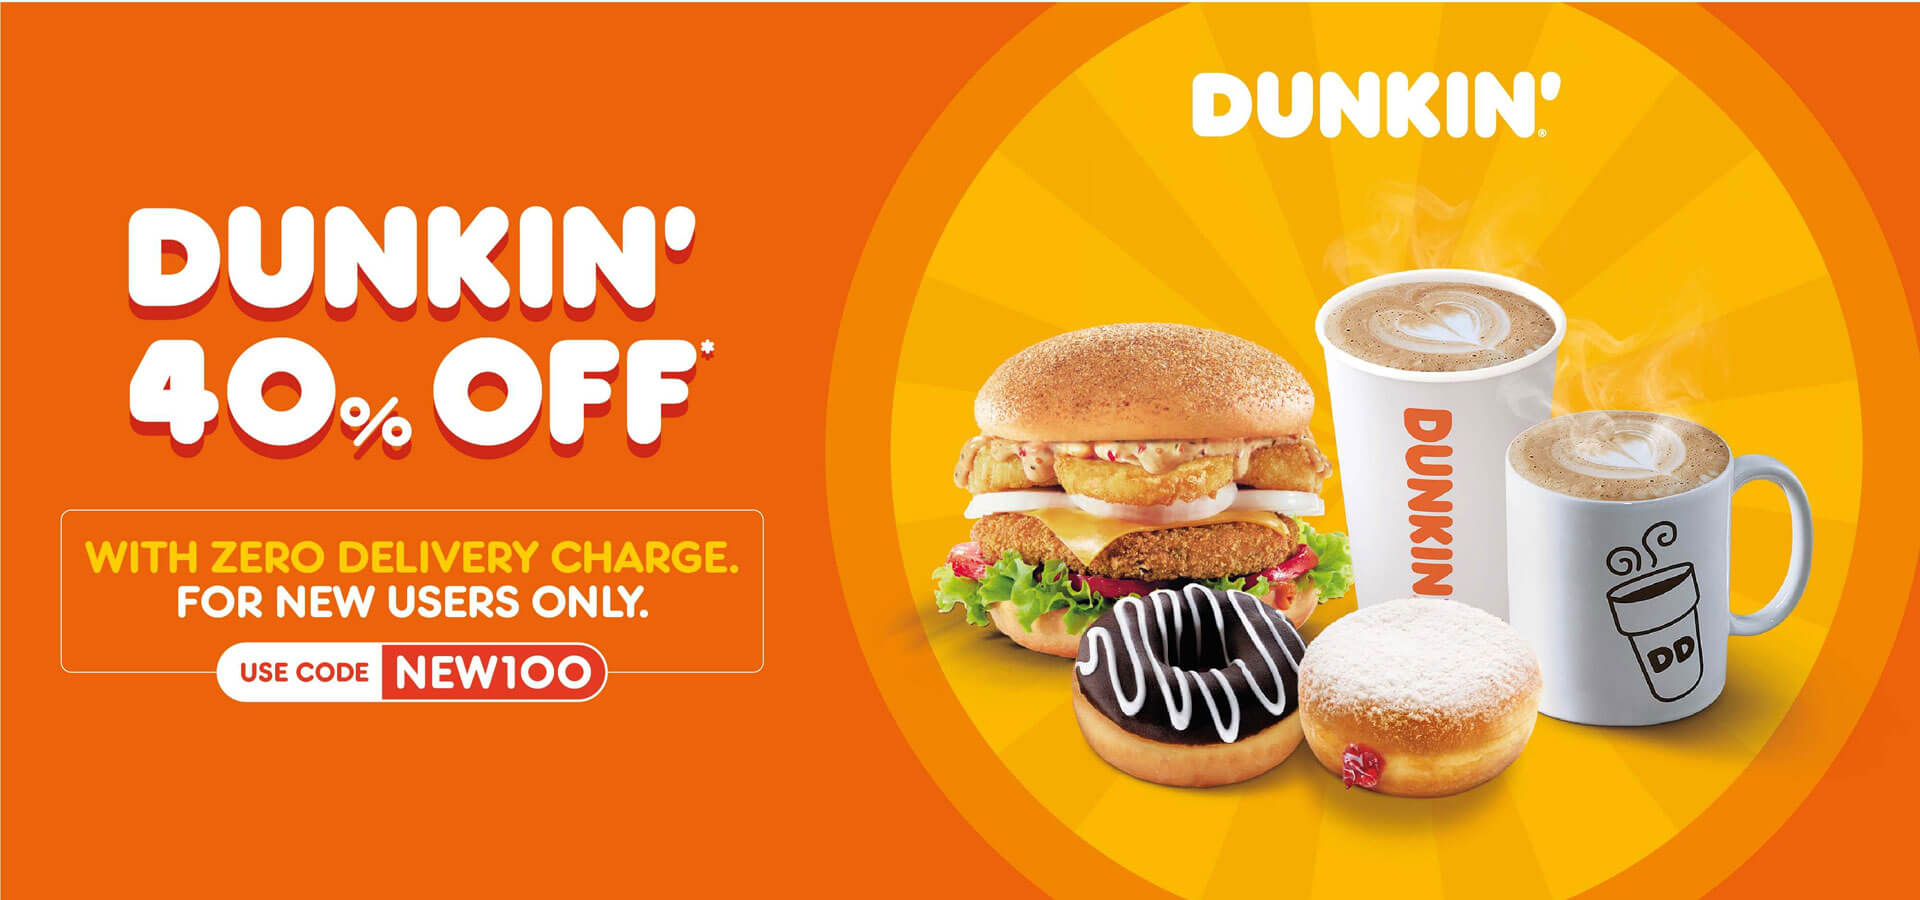 DUNKIN'
40% OFF*
WITH ZERO DELIVERY CHARGE.
FOR NEW USERS ONLY.
USE CODE NEW100
DUNKIN'®
DUNKIN'
DD